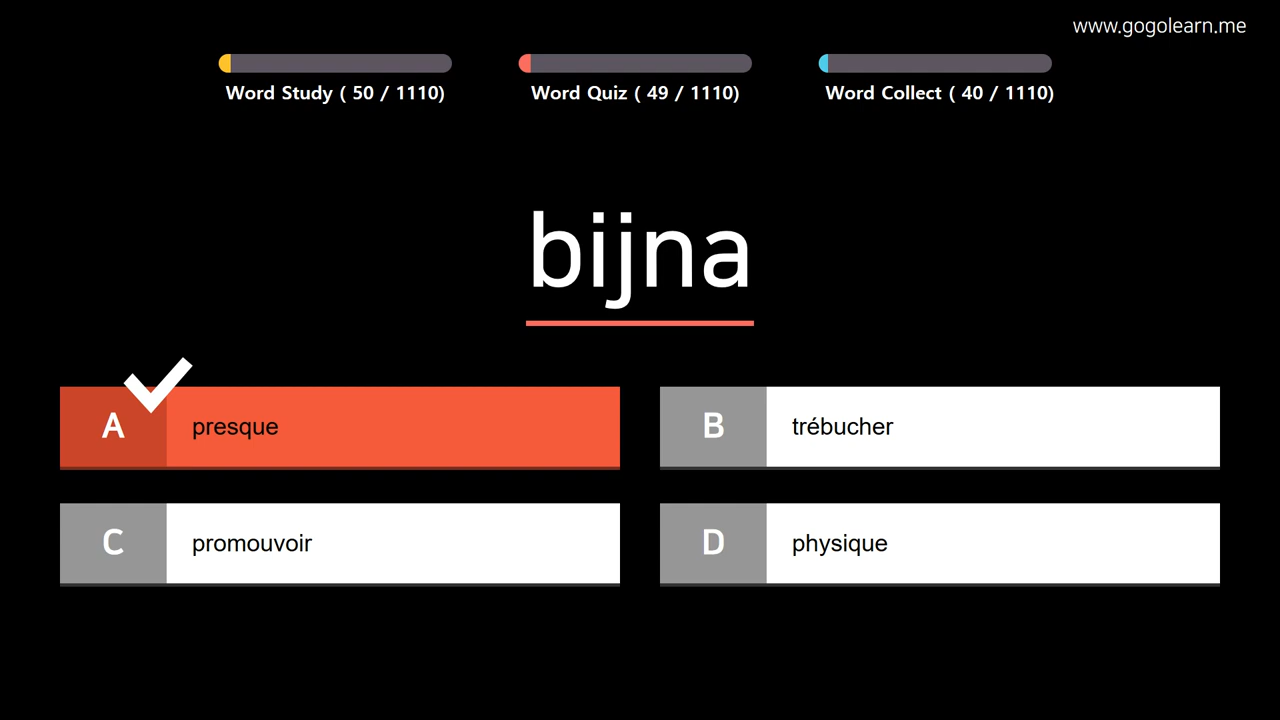 www.gogolearn.me
Word Study ( 50 / 1110)
Word Quiz ( 49 / 1110)
Word Collect ( 40 / 1110)
bijna
A presque
B trébucher
C promouvoir
D physique